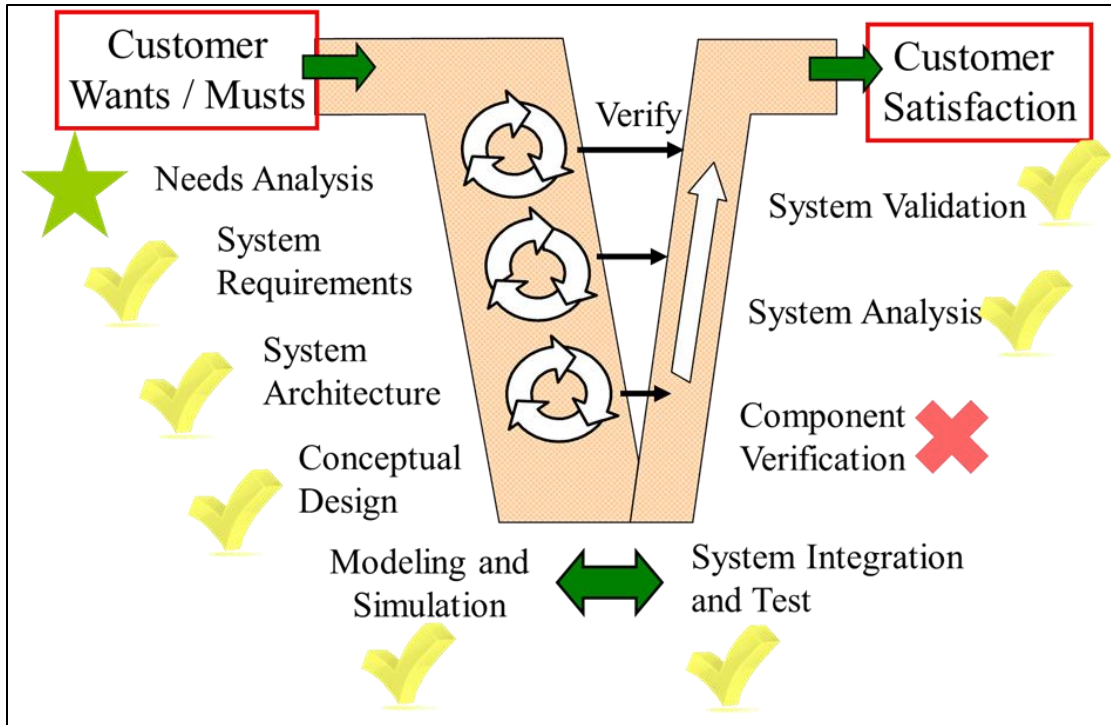 Customer
Wants / Musts
Customer
Satisfaction
Verify
Needs Analysis
System
Requirements
System
Architecture
Conceptual
Design
Modeling and
Simulation
System Integration
and Test
Component
Verification
System Analysis
System Validation